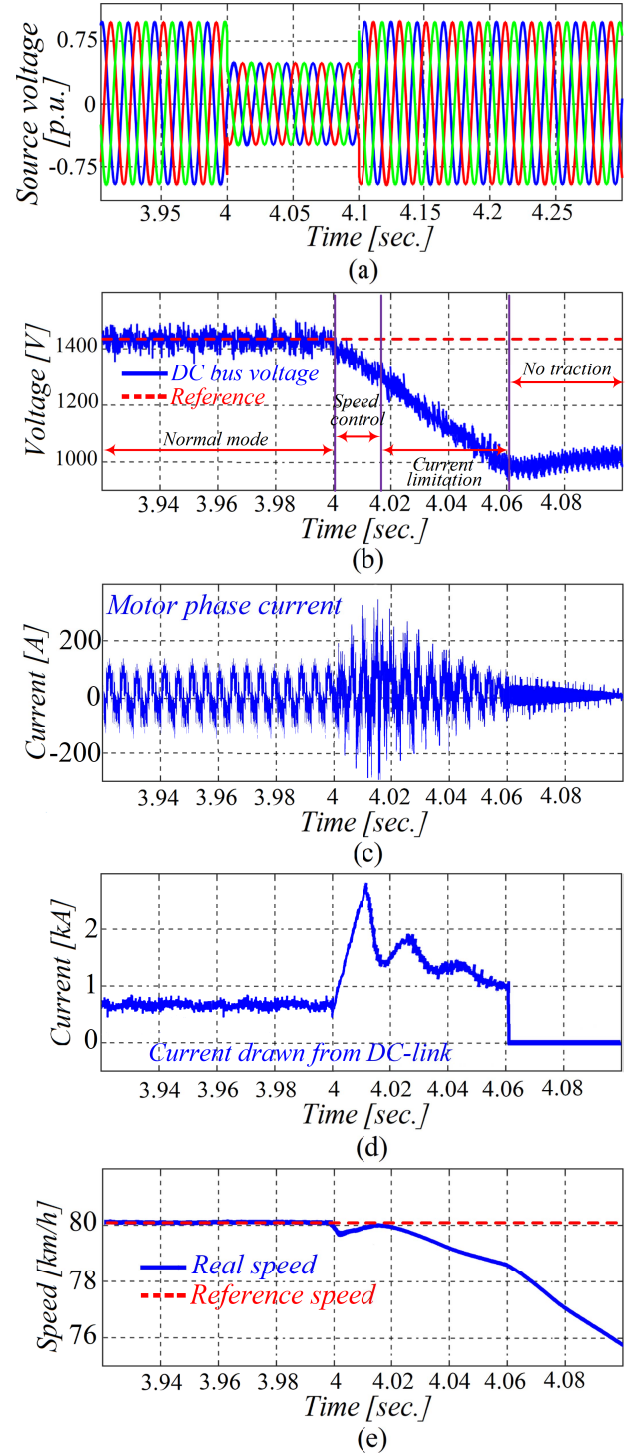 Source voltage
[p.u.]
0.75
0
-0.75
3.95 4 4.05 4.1 4.15 4.2 4.25
Time [sec.]
(a)
Voltage [V]
1400
1200
1000
DC bus voltage
Reference
Normal mode
Speed
control
Current
limitation
No traction
3.94 3.96 3.98 4 4.02 4.04 4.06 4.08
Time [sec.]
(b)
Current [A]
Motor phase current
200
0
-200
3.94 3.96 3.98 4 4.02 4.04 4.06 4.08
Time [sec.]
(c)
Current [kA]
2
1
0
Current drawn from DC-link
3.94 3.96 3.98 4 4.02 4.04 4.06 4.08
Time [sec.]
(d)
Speed [km/h]
80
78
76
Real speed
Reference speed
3.94 3.96 3.98 4 4.02 4.04 4.06 4.08
Time [sec.]
(e)